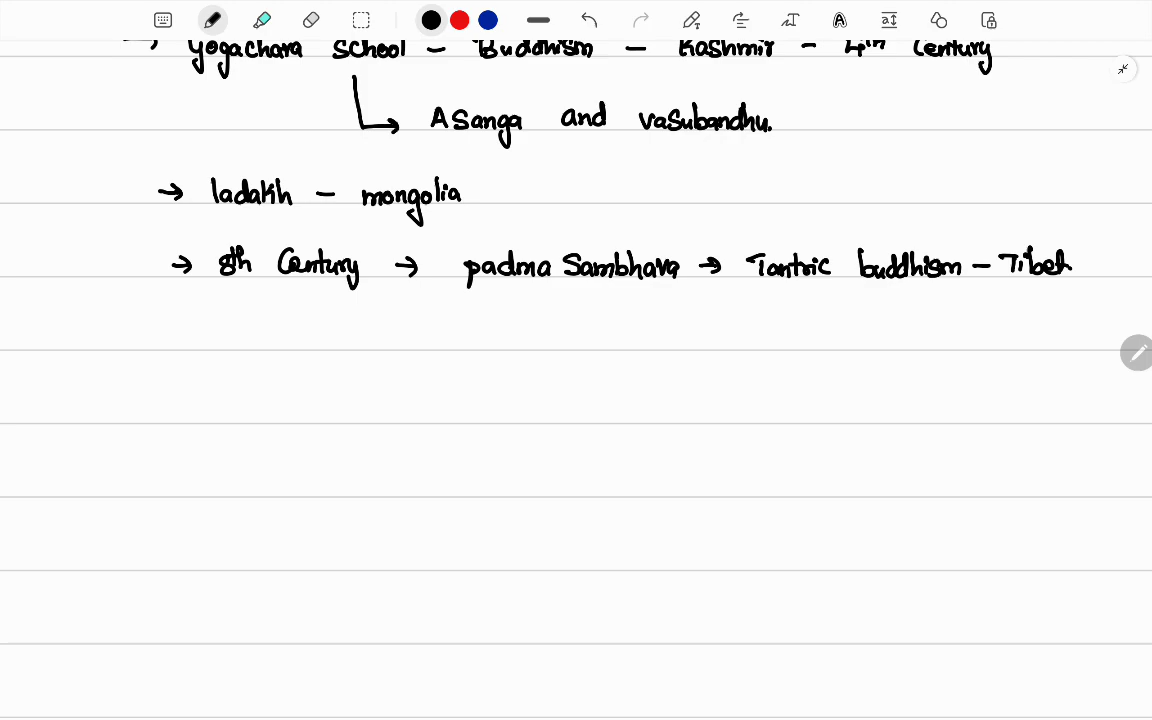 → Yogachara School – Buddhism – Kashmir – 4th Century
→ Asanga and vasubandhu.
→ ladakh – mongolia
→ 8th Century → padma Sambhava → Tantric buddhism – Tibet